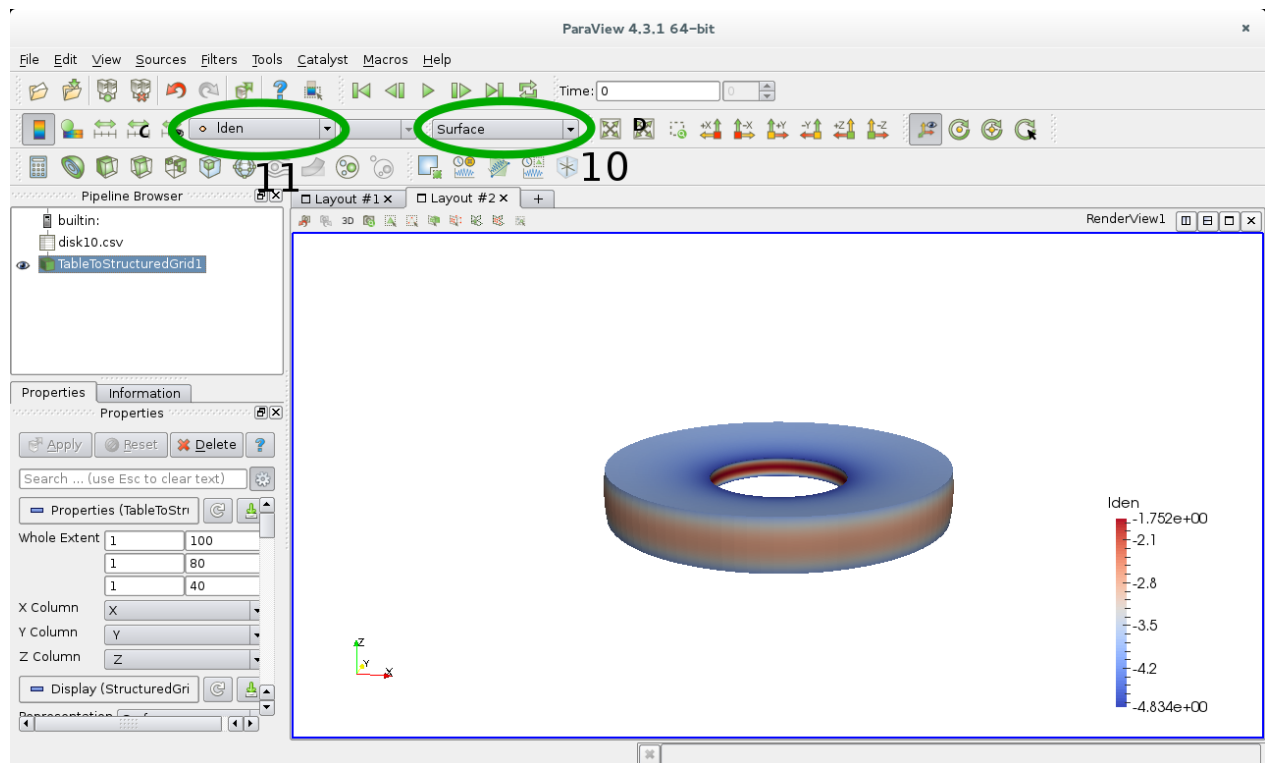 ParaView 4.3.1 64-bit
File Edit View Sources Filters Tools Catalyst Macros Help
Time: 0 0
lden Surface
11 10
Pipeline Browser
Layout #1 Layout #2 +
builtin:
disk10.csv
TableToStructuredGrid1
3D RenderView1
Properties Information
Properties
Apply Reset Delete ?
Search ... (use Esc to clear text)
Properties (TableToStru
Whole Extent 1 100
1 80
1 40
X Column X
Y Column Y
Z Column Z
Display (StructuredGri
Z
Y
X
lden
-1.752e+00
-2.1
-2.8
-3.5
-4.2
-4.834e+00